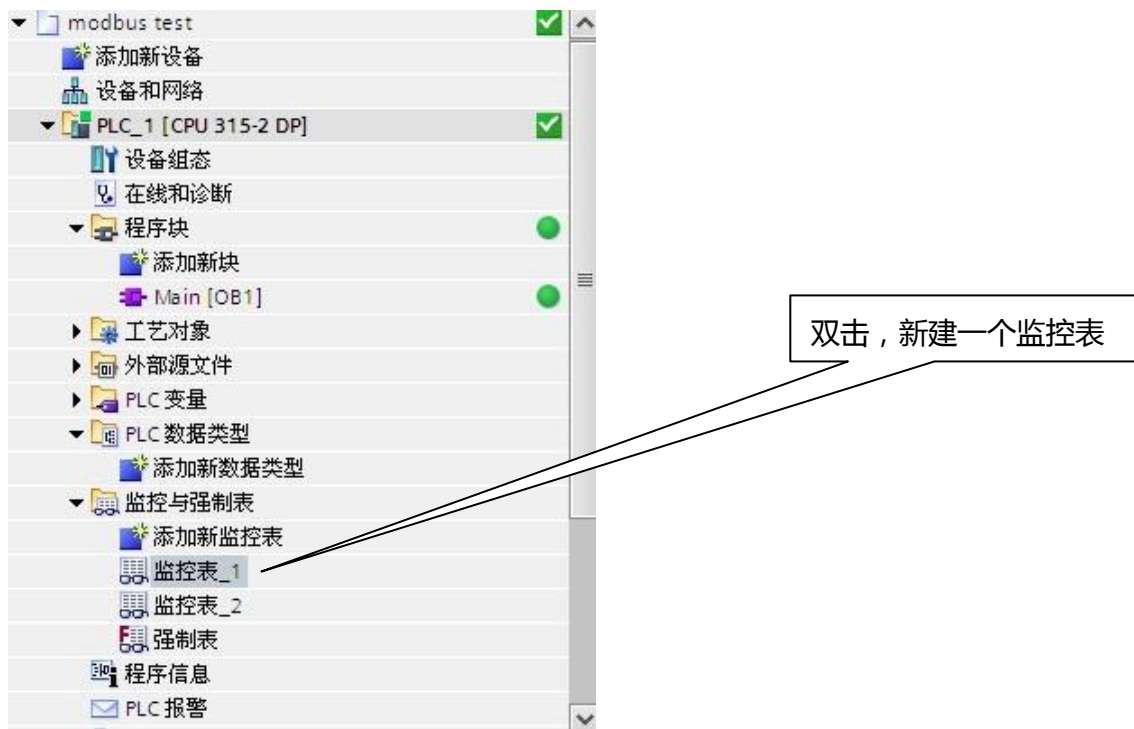 modbus test
添加新设备
设备和网络
PLC_1 [CPU 315-2 DP]
设备组态
在线和诊断
程序块
添加新块
Main [OB1]
工艺对象
外部源文件
PLC 变量
PLC 数据类型
添加新数据类型
监控与强制表
添加新监控表
监控表_1
监控表_2
强制表
程序信息
PLC 报警
双击，新建一个监控表